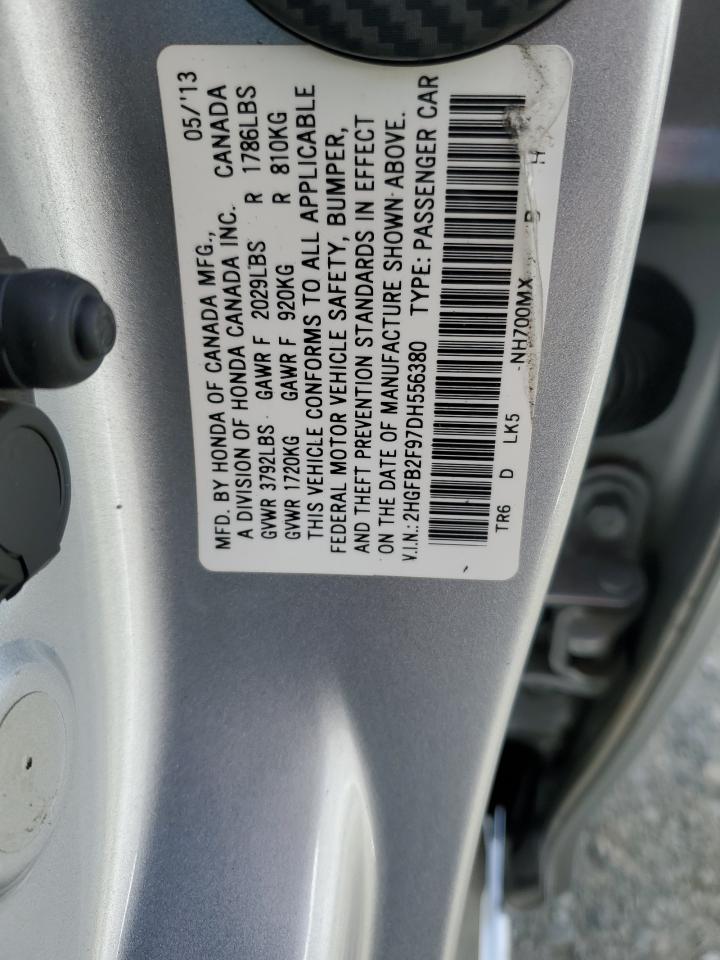 MFD. BY HONDA OF CANADA MFG., 05/'13
A DIVISION OF HONDA CANADA INC. CANADA
GVWR 3792LBS GAWR F 2029LBS R 1786LBS
GVWR 1720KG GAWR F 920KG R 810KG
THIS VEHICLE CONFORMS TO ALL APPLICABLE
FEDERAL MOTOR VEHICLE SAFETY, BUMPER,
AND THEFT PREVENTION STANDARDS IN EFFECT
ON THE DATE OF MANUFACTURE SHOWN ABOVE.
V.I.N.: 2HGFB2F97DH556380 TYPE: PASSENGER CAR
TR6 D LK5 NH700MX B H